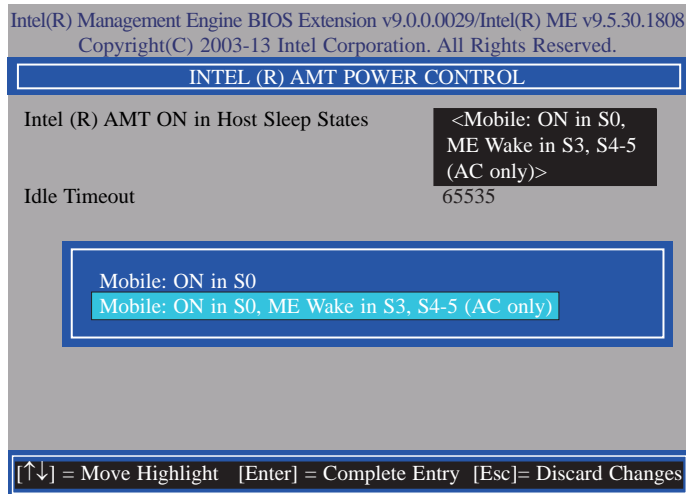 Intel(R) Management Engine BIOS Extension v9.0.0.0029/Intel(R) ME v9.5.30.1808
Copyright(C) 2003-13 Intel Corporation. All Rights Reserved.
INTEL (R) AMT POWER CONTROL
Intel (R) AMT ON in Host Sleep States
<Mobile: ON in S0,
ME Wake in S3, S4-5
(AC only)>
Idle Timeout
65535
Mobile: ON in S0
Mobile: ON in S0, ME Wake in S3, S4-5 (AC only)
[↑↓] = Move Highlight [Enter] = Complete Entry [Esc]= Discard Changes